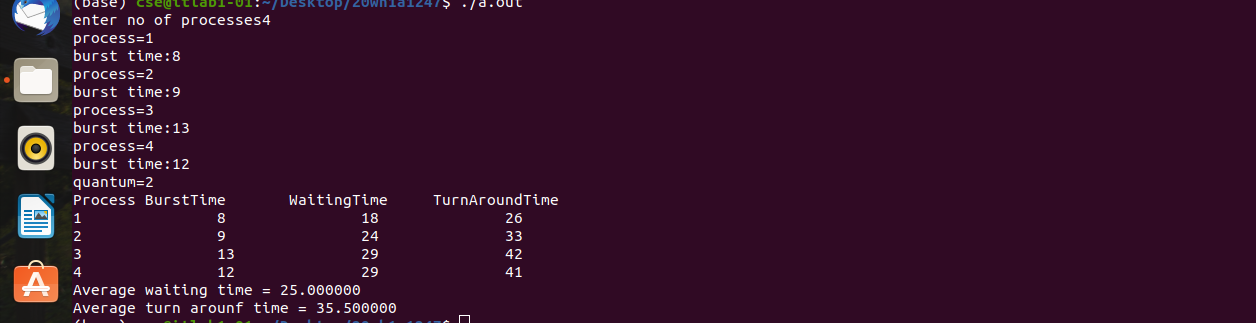 (base) cse@itlab1-01:~/Desktop/20wh1a1247$ ./a.out
enter no of processes4
process=1
burst time:8
process=2
burst time:9
process=3
burst time:13
process=4
burst time:12
quantum=2
Process BurstTime WaitingTime TurnAroundTime
1 8 18 26
2 9 24 33
3 13 29 42
4 12 29 41
Average waiting time = 25.000000
Average turn arounf time = 35.500000